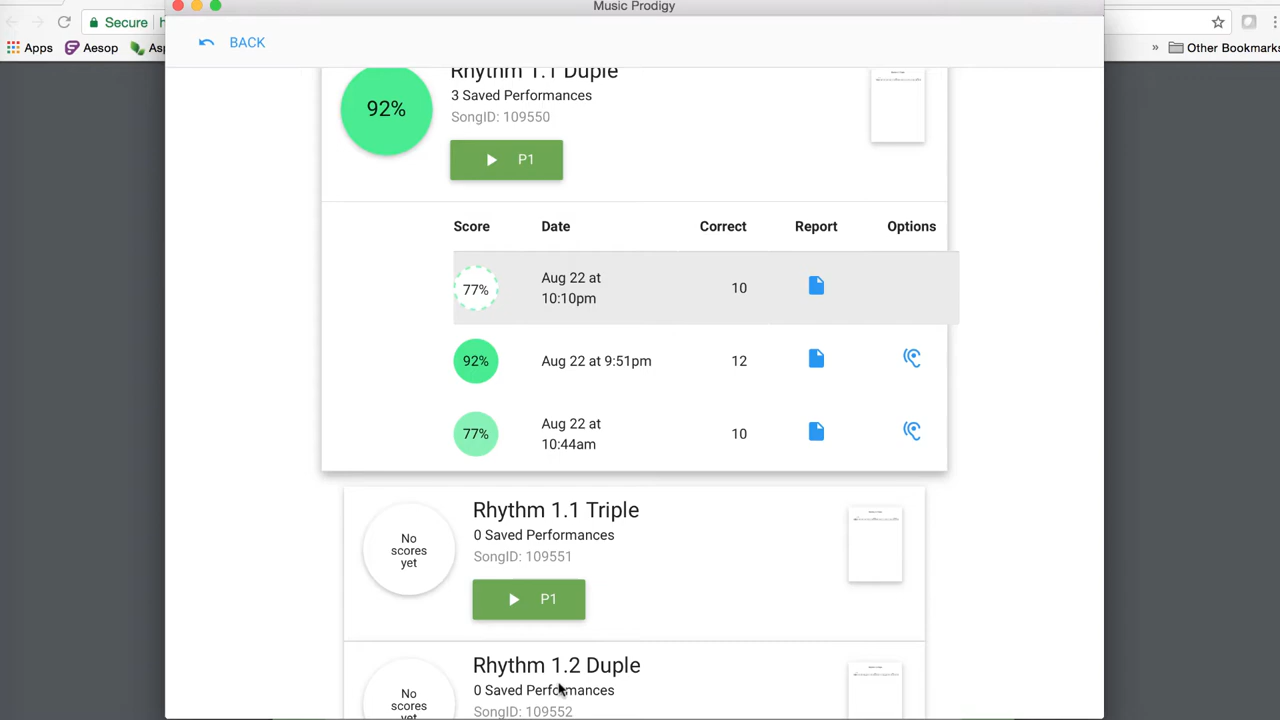 Music Prodigy
Secure
Apps
Aesop
Other Bookmarks
BACK
92%
Rhythm 1.1 Duple
3 Saved Performances
SongID: 109550
P1
Score Date Correct Report Options
77% Aug 22 at 10
10:10pm
92% Aug 22 at 9:51pm 12
77% Aug 22 at 10
10:44am
No
scores
yet
Rhythm 1.1 Triple
0 Saved Performances
SongID: 109551
P1
No
scores
yet
Rhythm 1.2 Duple
0 Saved Performances
SongID: 109552